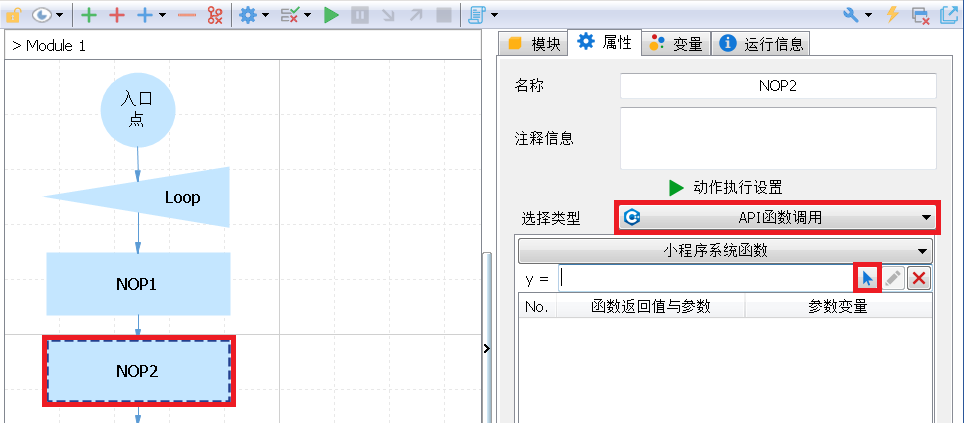 > Module 1
入口
点
Loop
NOP1
NOP2
模块
属性
变量
运行信息
名称
NOP2
注释信息
动作执行设置
选择类型
API函数调用
小程序系统函数
y =
No.
函数返回值与参数
参数变量